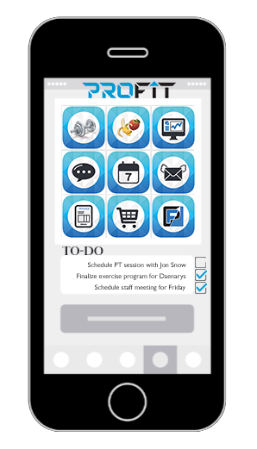 PROFIT
7
TO-DO
Schedule PT session with Jon Snow
Finalize exercise program for Daenarys
Schedule staff meeting for Friday